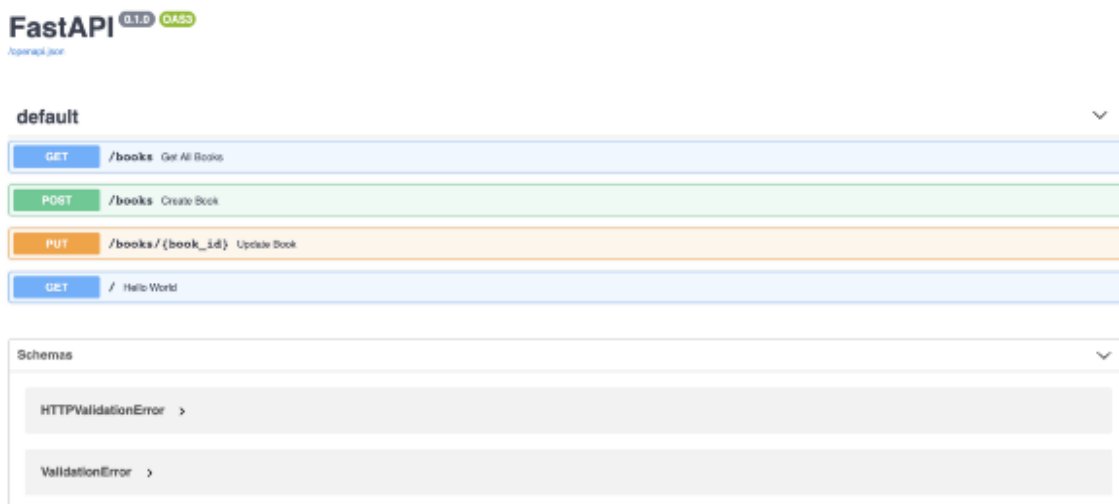 FastAPI 0.1.0 OAS3
/openapi.json
default
GET /books Get All Books
POST /books Create Book
PUT /books/{book_id} Update Book
GET / Hello World
Schemas
HTTPValidationError >
ValidationError >